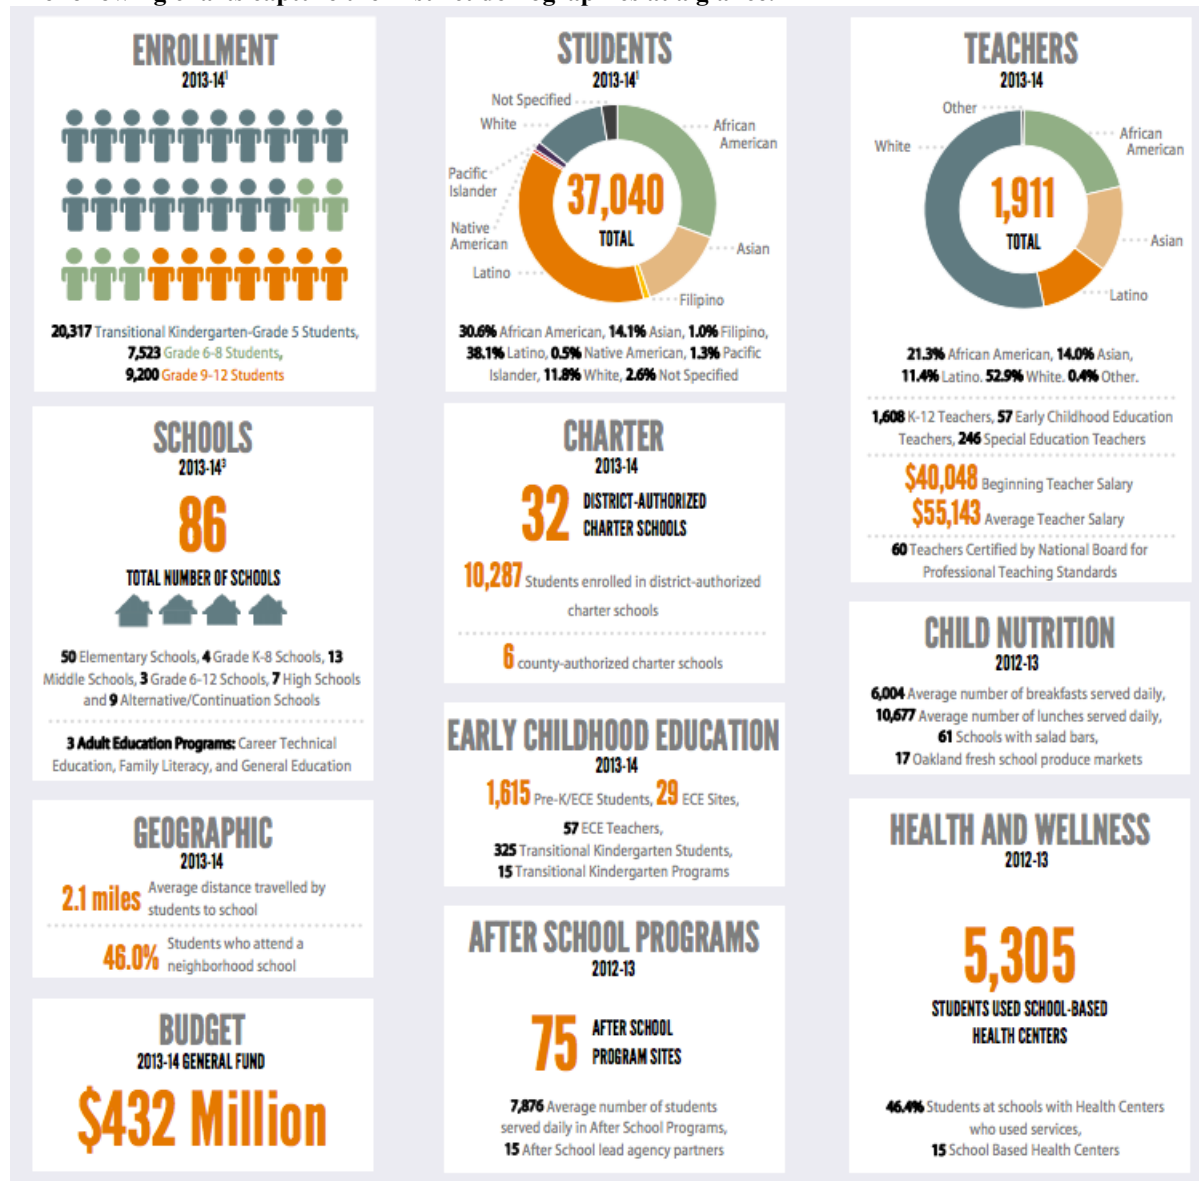 ENROLLMENT
2013-14¹
20,317 Transitional Kindergarten-Grade 5 Students,
7,523 Grade 6-8 Students,
9,200 Grade 9-12 Students
STUDENTS
2013-14¹
Not Specified
White
Pacific
Islander
Native
American
Latino
African
American
Asian
Filipino
37,040
TOTAL
30.6% African American, 14.1% Asian, 1.0% Filipino,
38.1% Latino, 0.5% Native American, 1.3% Pacific
Islander, 11.8% White, 2.6% Not Specified
TEACHERS
2013-14
Other
White
African
American
Asian
Latino
1,911
TOTAL
21.3% African American, 14.0% Asian,
11.4% Latino. 52.9% White. 0.4% Other.
1,608 K-12 Teachers, 57 Early Childhood Education
Teachers, 246 Special Education Teachers
$40,048 Beginning Teacher Salary
$55,143 Average Teacher Salary
60 Teachers Certified by National Board for
Professional Teaching Standards
SCHOOLS
2013-14³
86
TOTAL NUMBER OF SCHOOLS
50 Elementary Schools, 4 Grade K-8 Schools, 13
Middle Schools, 3 Grade 6-12 Schools, 7 High Schools
and 9 Alternative/Continuation Schools
3 Adult Education Programs: Career Technical
Education, Family Literacy, and General Education
CHARTER
2013-14
32 DISTRICT-AUTHORIZED
CHARTER SCHOOLS
10,287 Students enrolled in district-authorized
charter schools
6 county-authorized charter schools
CHILD NUTRITION
2012-13
6,004 Average number of breakfasts served daily,
10,677 Average number of lunches served daily,
61 Schools with salad bars,
17 Oakland fresh school produce markets
EARLY CHILDHOOD EDUCATION
2013-14
1,615 Pre-K/ECE Students, 29 ECE Sites,
57 ECE Teachers,
325 Transitional Kindergarten Students,
15 Transitional Kindergarten Programs
GEOGRAPHIC
2013-14
2.1 miles Average distance travelled by
students to school
46.0% Students who attend a
neighborhood school
HEALTH AND WELLNESS
2012-13
5,305
STUDENTS USED SCHOOL-BASED
HEALTH CENTERS
46.4% Students at schools with Health Centers
who used services,
15 School Based Health Centers
AFTER SCHOOL PROGRAMS
2012-13
75 AFTER SCHOOL
PROGRAM SITES
7,876 Average number of students
served daily in After School Programs,
15 After School lead agency partners
BUDGET
2013-14 GENERAL FUND
$432 Million